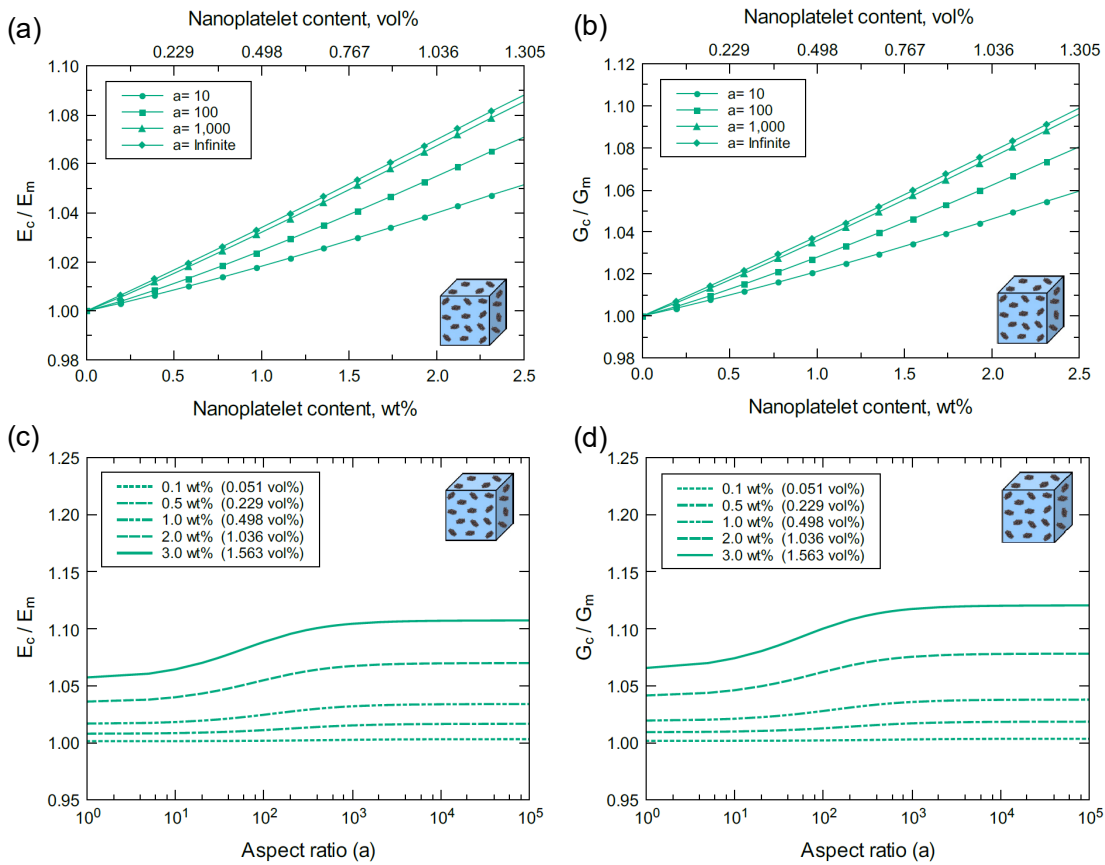 (a)
Nanoplatelet content, vol%
0.229 0.498 0.767 1.036 1.305
1.10
1.08
1.06
1.04
1.02
1.00
0.98
E_c / E_m
a= 10
a= 100
a= 1,000
a= Infinite
0.0 0.5 1.0 1.5 2.0 2.5
Nanoplatelet content, wt%
(b)
Nanoplatelet content, vol%
0.229 0.498 0.767 1.036 1.305
1.12
1.10
1.08
1.06
1.04
1.02
1.00
0.98
G_c / G_m
a= 10
a= 100
a= 1,000
a= Infinite
0.0 0.5 1.0 1.5 2.0 2.5
Nanoplatelet content, wt%
(c)
1.25
1.20
1.15
1.10
1.05
1.00
0.95
E_c / E_m
0.1 wt% (0.051 vol%)
0.5 wt% (0.229 vol%)
1.0 wt% (0.498 vol%)
2.0 wt% (1.036 vol%)
3.0 wt% (1.563 vol%)
10^0 10^1 10^2 10^3 10^4 10^5
Aspect ratio (a)
(d)
1.25
1.20
1.15
1.10
1.05
1.00
0.95
G_c / G_m
0.1 wt% (0.051 vol%)
0.5 wt% (0.229 vol%)
1.0 wt% (0.498 vol%)
2.0 wt% (1.036 vol%)
3.0 wt% (1.563 vol%)
10^0 10^1 10^2 10^3 10^4 10^5
Aspect ratio (a)